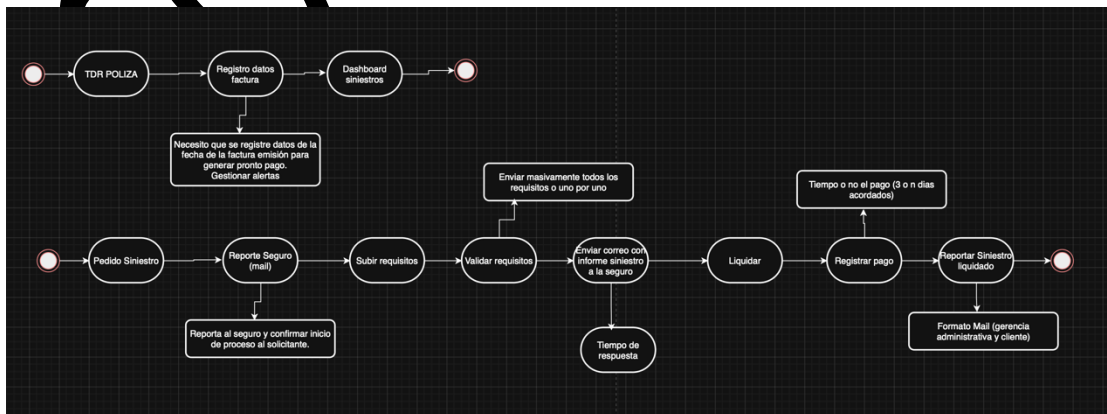 TDR POLIZA
Registro datos
factura
Dashboard
siniestros
Necesito que se registre datos de la
fecha de la factura emisión para
generar pronto pago.
Gestionar alertas
Enviar masivamente todos los
requisitos o uno por uno
Tiempo o no el pago (3 o n dias
acordados)
Pedido Siniestro
Reporte Seguro
(mail)
Subir requisitos
Validar requisitos
Enviar correo con
informe siniestro
a la seguro
Liquidar
Registrar pago
Reportar Siniestro
liquidado
Reporta al seguro y confirmar inicio
de proceso al solicitante.
Tiempo de
respuesta
Formato Mail (gerencia
administrativa y cliente)